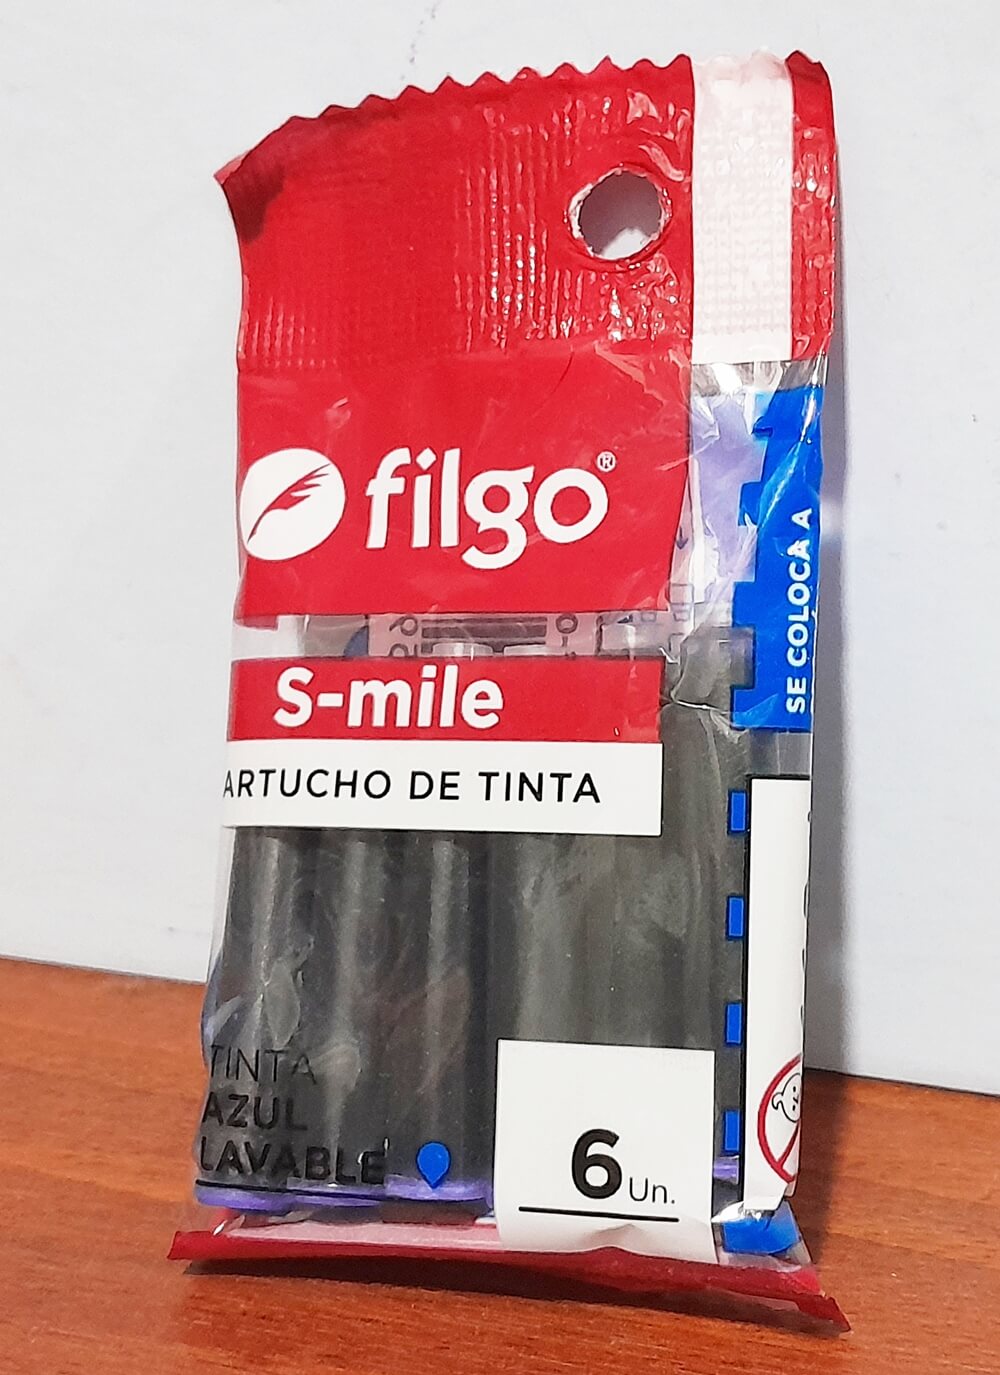 filgo®
S-mile
ARTUCHO DE TINTA
TINTA
AZUL
LAVABLE
6 Un.
SE COLOCA A